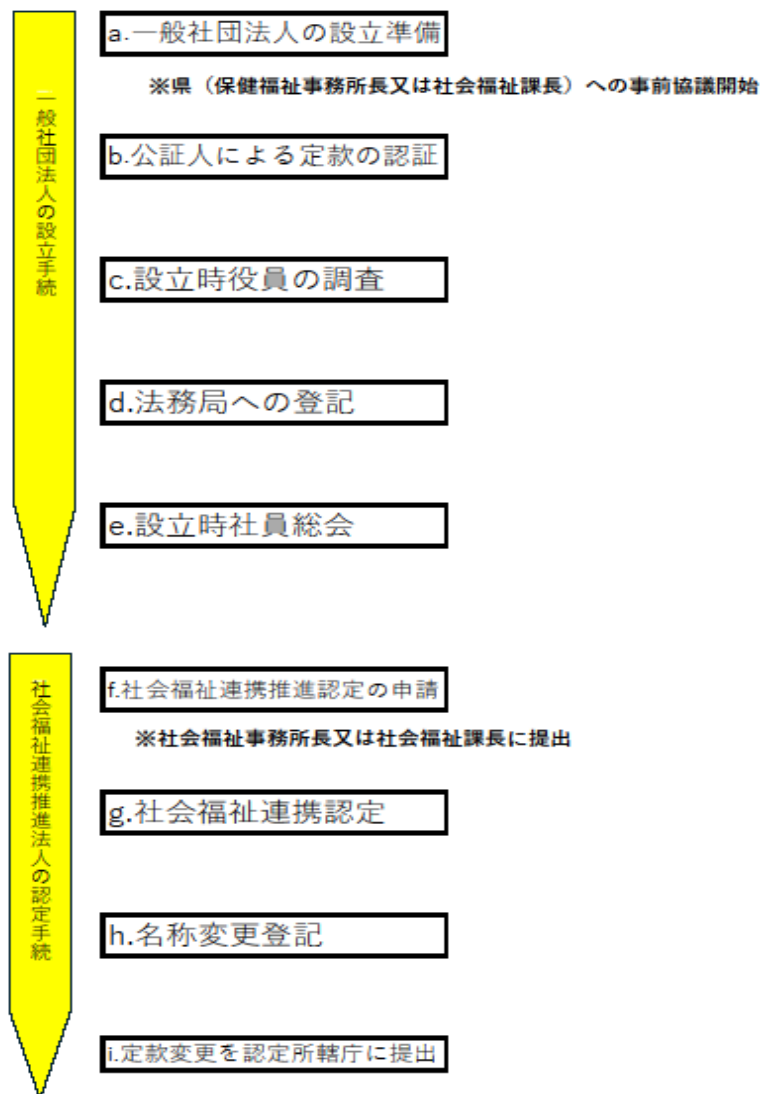 一般社団法人の設立手続
a.一般社団法人の設立準備
※県（保健福祉事務所長又は社会福祉課長）への事前協議開始
b.公証人による定款の認証
c.設立時役員の調査
d.法務局への登記
e.設立時社員総会
社会福祉連携推進法人の認定手続
f.社会福祉連携推進認定の申請
※社会福祉事務所長又は社会福祉課長に提出
g.社会福祉連携認定
h.名称変更登記
i.定款変更を認定所轄庁に提出